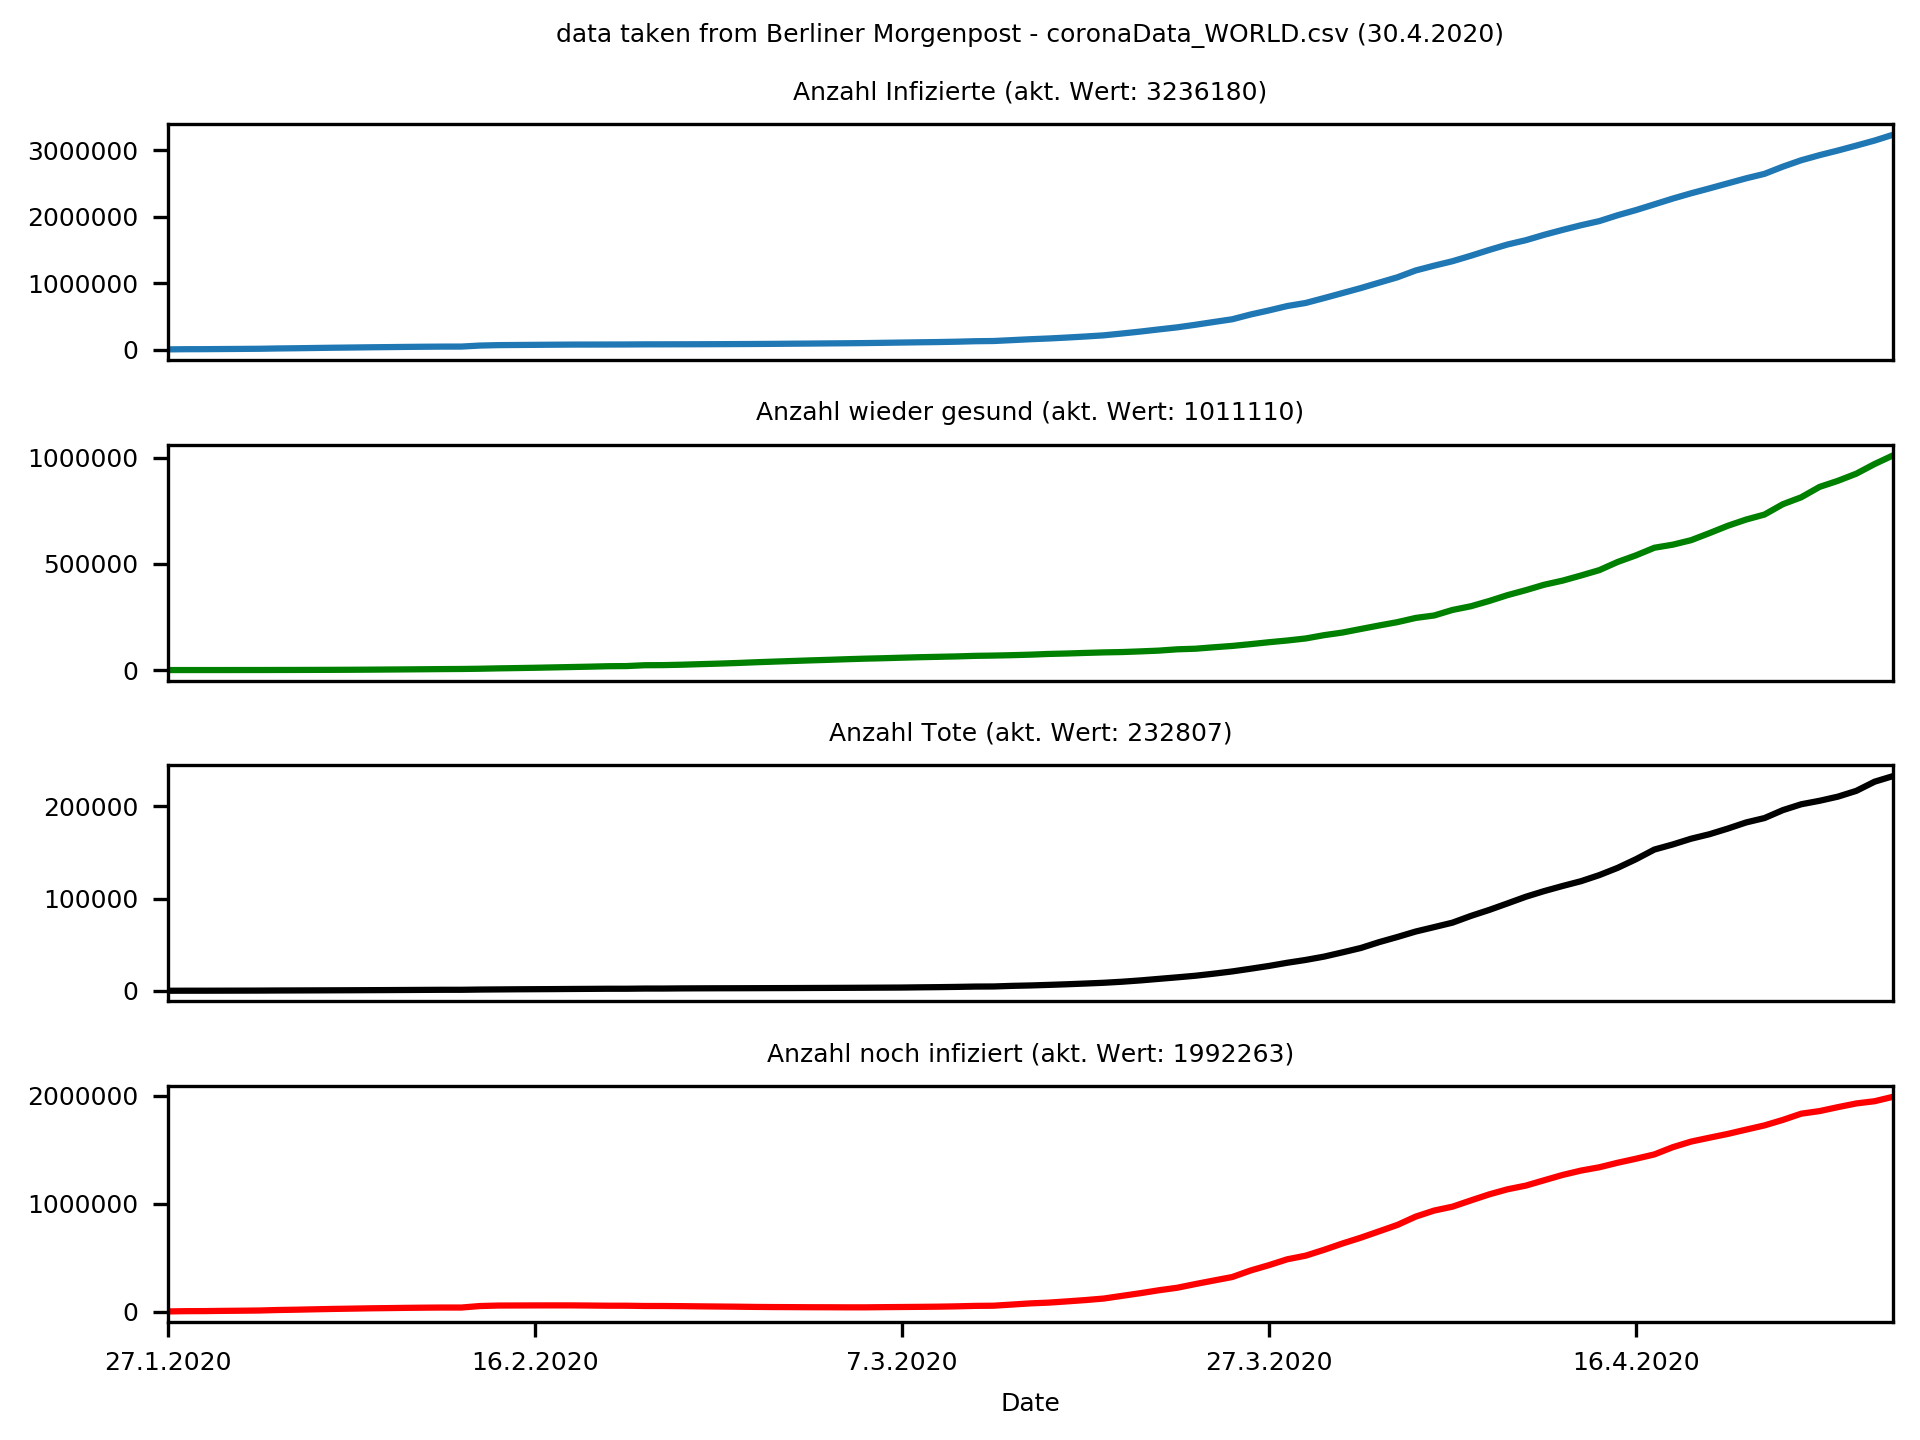 data taken from Berliner Morgenpost - coronaData_WORLD.csv (30.4.2020)
Anzahl Infizierte (akt. Wert: 3236180)
3000000
2000000
1000000
0
Anzahl wieder gesund (akt. Wert: 1011110)
1000000
500000
0
Anzahl Tote (akt. Wert: 232807)
200000
100000
0
Anzahl noch infiziert (akt. Wert: 1992263)
2000000
1000000
0
27.1.2020 16.2.2020 7.3.2020 27.3.2020 16.4.2020
Date